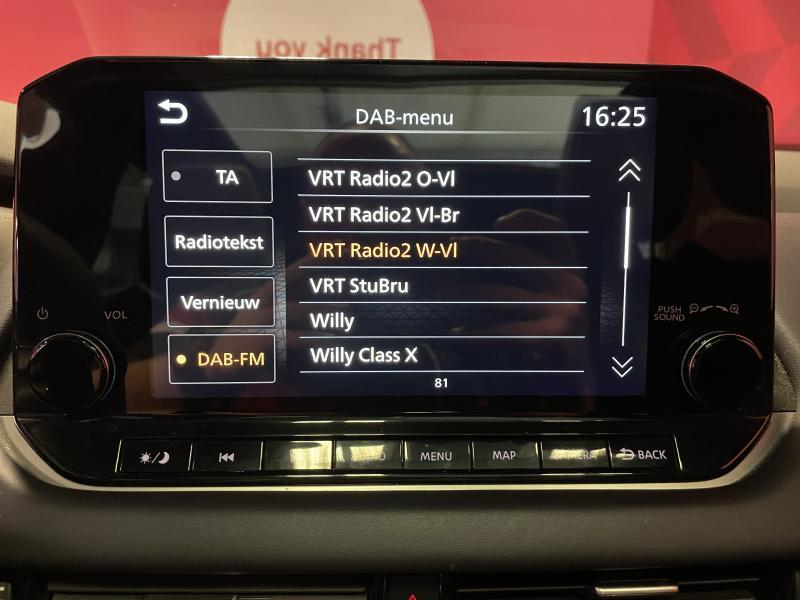 Thank you
DAB-menu
16:25
TA
VRT Radio2 O-Vl
VRT Radio2 Vl-Br
Radiotekst
VRT Radio2 W-Vl
VRT StuBru
Vernieuw
Willy
DAB-FM
Willy Class X
81
VOL
PUSH
SOUND
MENU
MAP
CAMERA
BACK